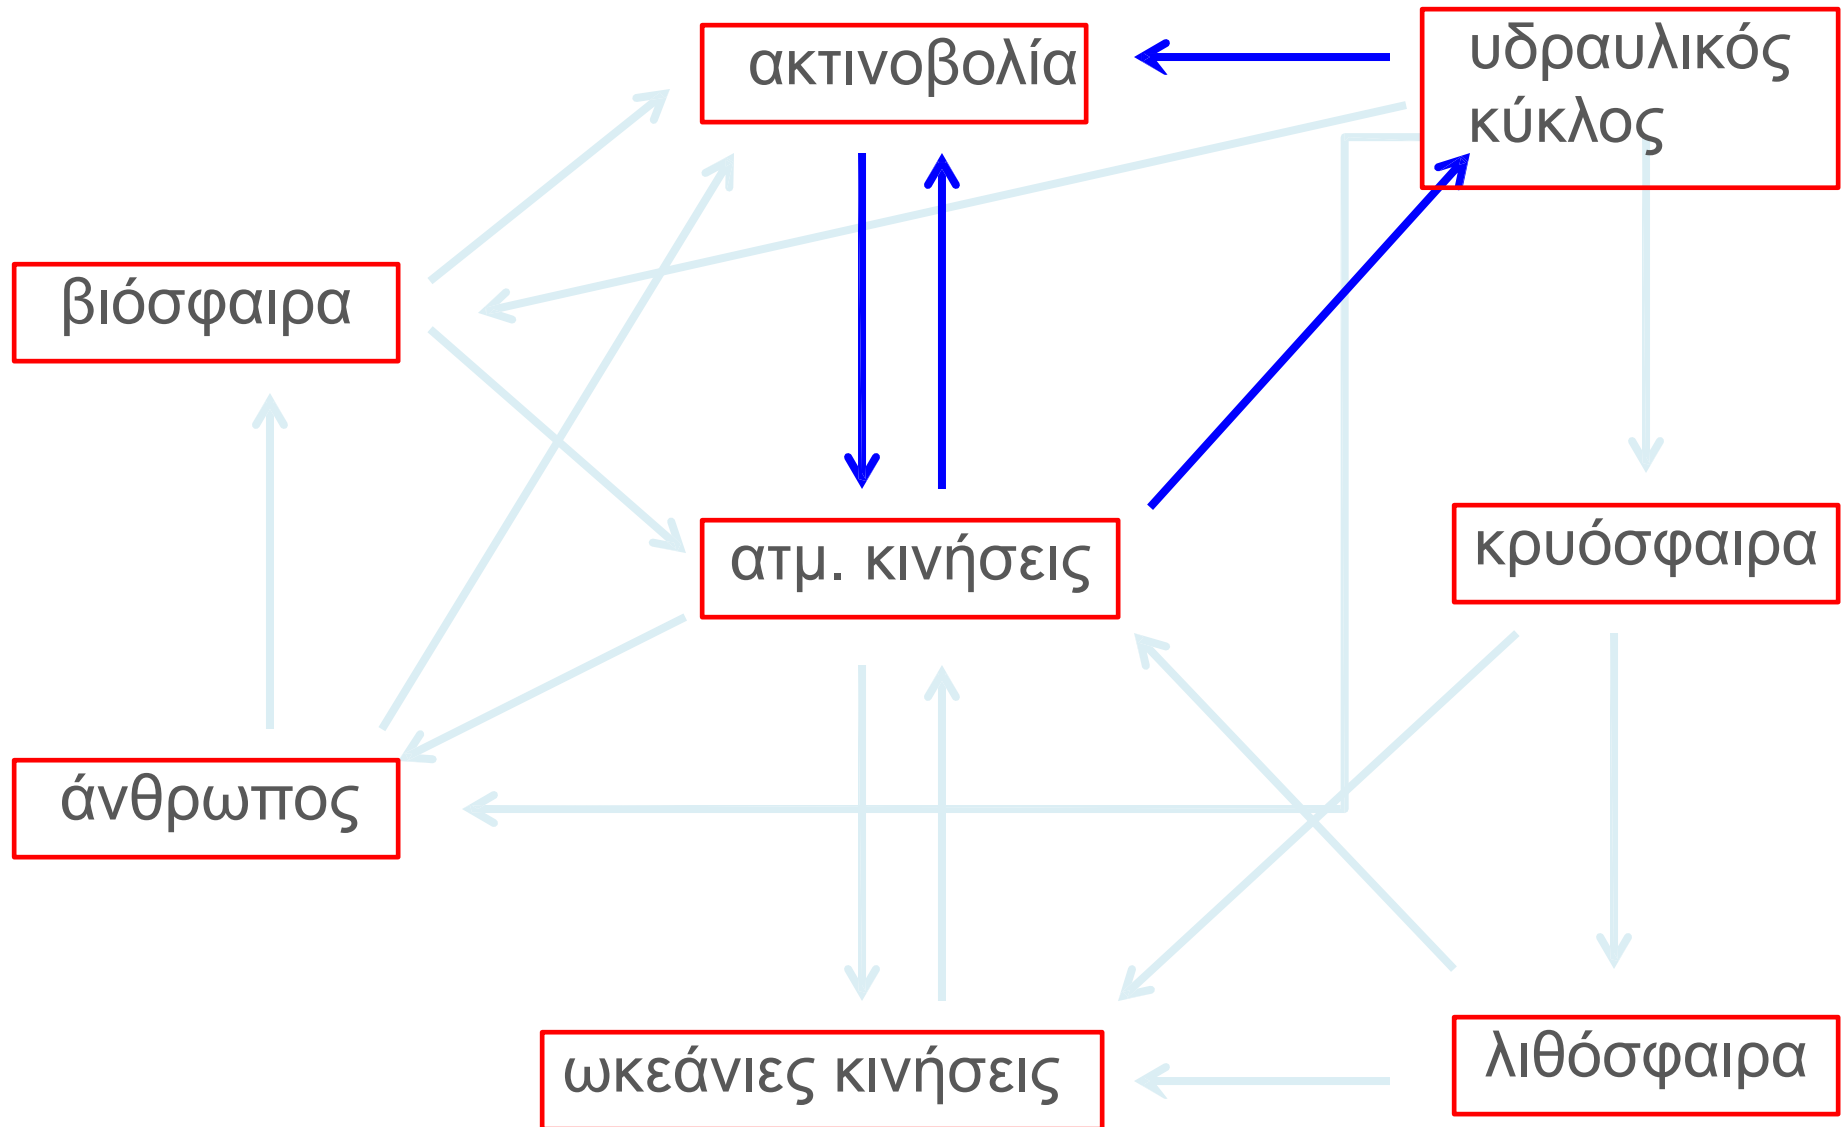 ακτινοβολία
υδραυλικός
κύκλος
βιόσφαιρα
ατμ. κινήσεις
κρυόσφαιρα
άνθρωπος
ωκεάνιες κινήσεις
λιθόσφαιρα